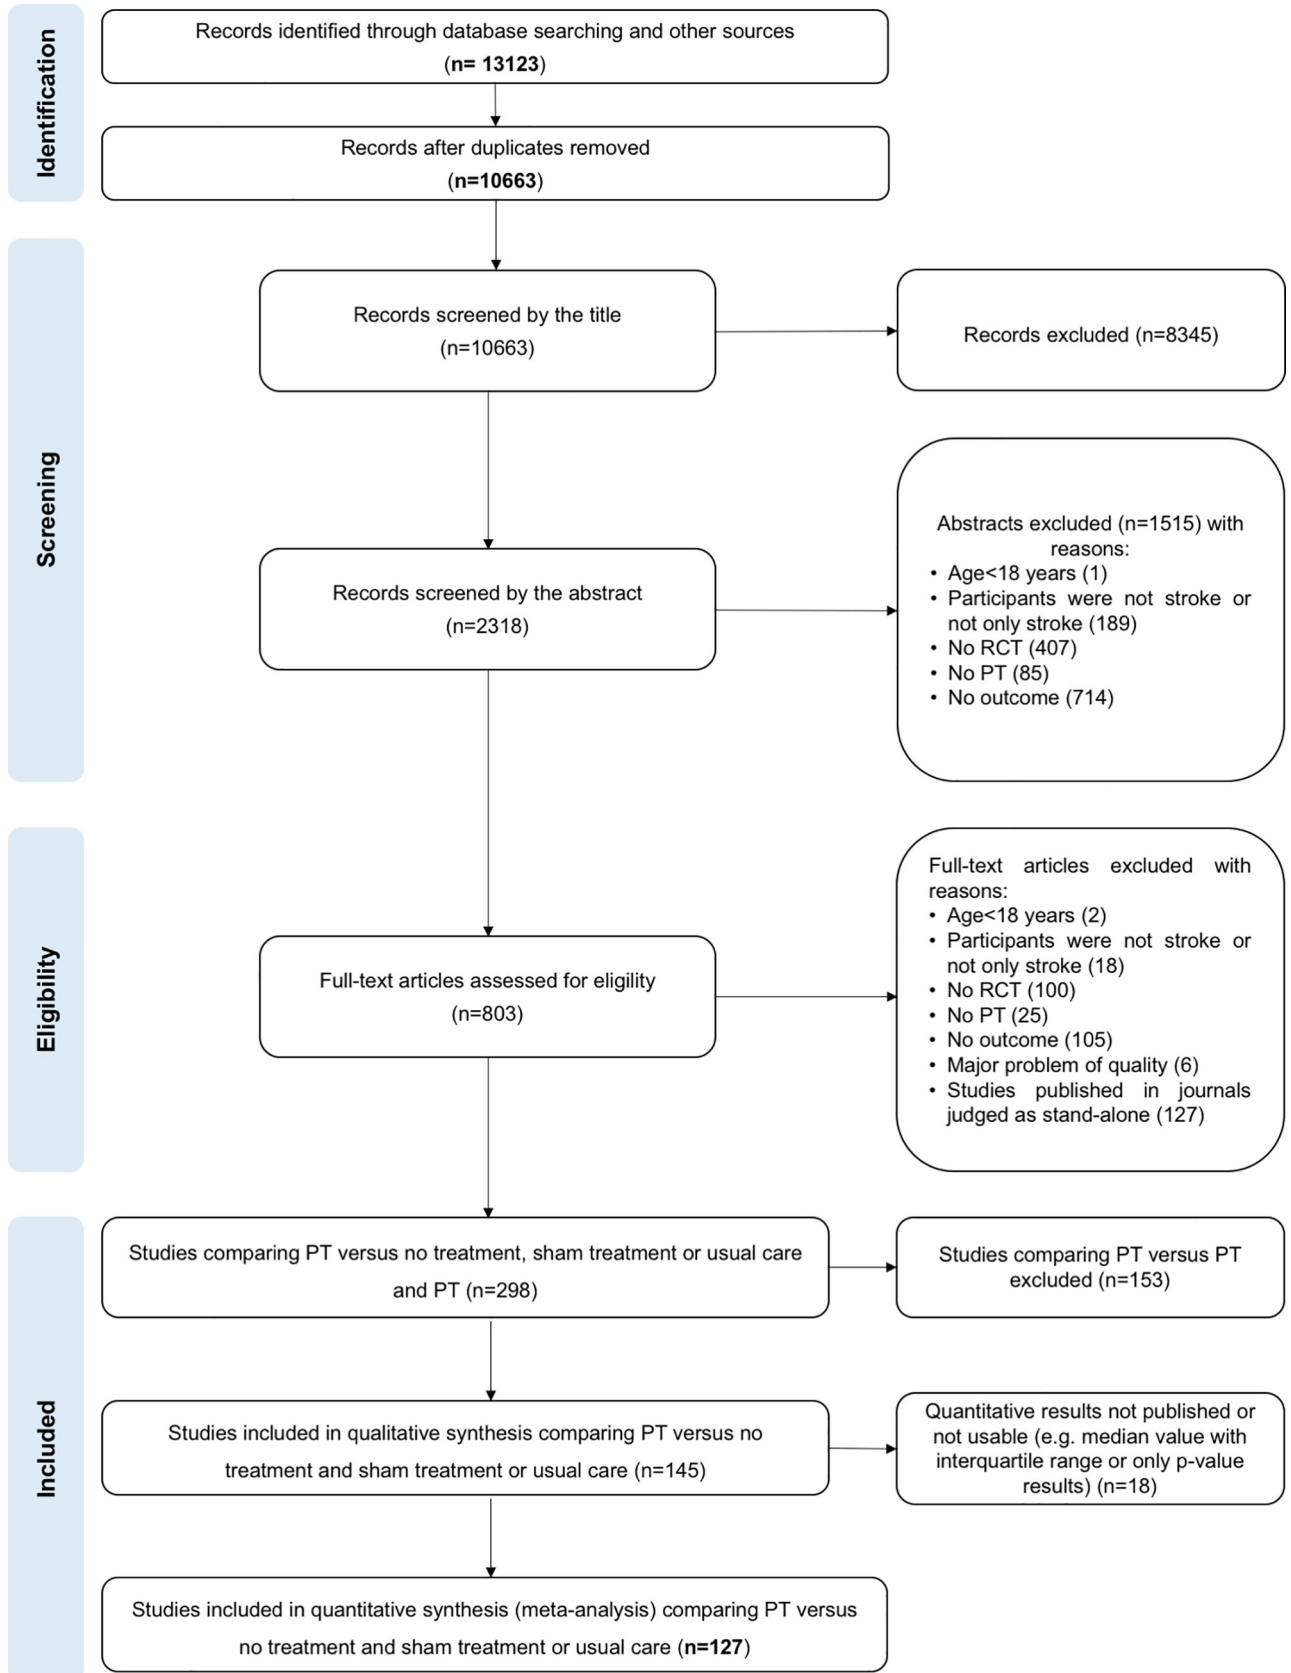 Identification
Records identified through database searching and other sources
(n= 13123)
Records after duplicates removed
(n=10663)
Screening
Records screened by the title
(n=10663)
Records excluded (n=8345)
Records screened by the abstract
(n=2318)
Abstracts excluded (n=1515) with
reasons:
• Age<18 years (1)
• Participants were not stroke or
not only stroke (189)
• No RCT (407)
• No PT (85)
• No outcome (714)
Eligibility
Full-text articles assessed for eligility
(n=803)
Full-text articles excluded with
reasons:
• Age<18 years (2)
• Participants were not stroke or
not only stroke (18)
• No RCT (100)
• No PT (25)
• No outcome (105)
• Major problem of quality (6)
• Studies published in journals
judged as stand-alone (127)
Included
Studies comparing PT versus no treatment, sham treatment or usual care
and PT (n=298)
Studies comparing PT versus PT
excluded (n=153)
Studies included in qualitative synthesis comparing PT versus no
treatment and sham treatment or usual care (n=145)
Quantitative results not published or
not usable (e.g. median value with
interquartile range or only p-value
results) (n=18)
Studies included in quantitative synthesis (meta-analysis) comparing PT versus
no treatment and sham treatment or usual care (n=127)